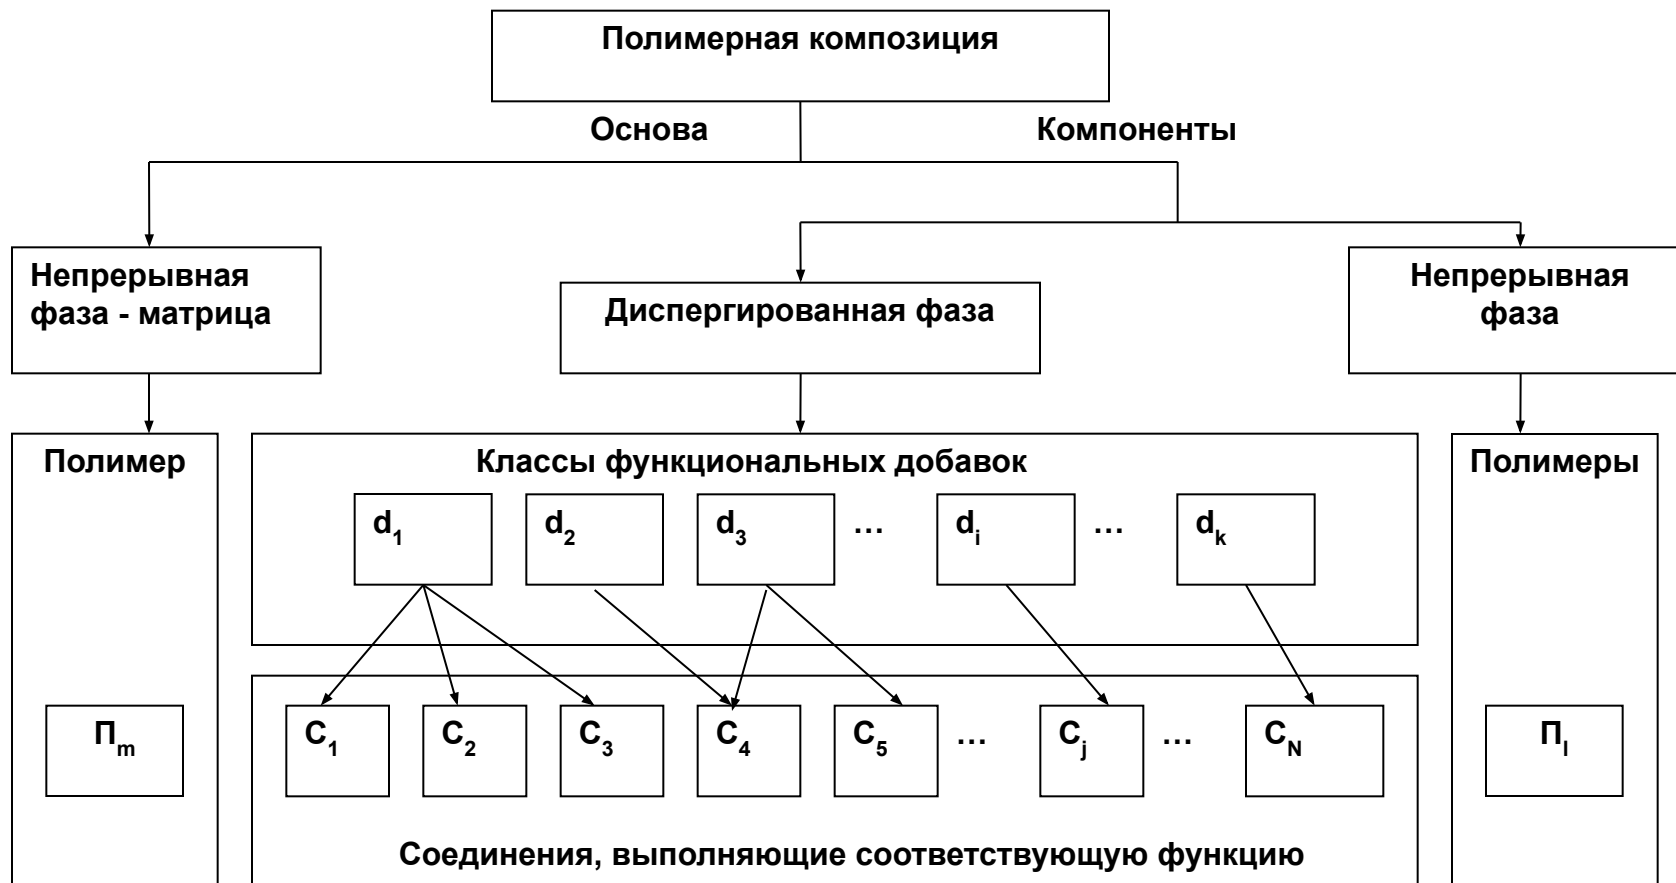 Полимерная композиция
Основа
Компоненты
Непрерывная
фаза - матрица
Диспергированная фаза
Непрерывная
фаза
Полимер
Классы функциональных добавок
Полимеры
d1
d2
d3
...
di
...
dk
Пm
C1
C2
C3
C4
C5
...
Cj
...
CN
Пl
Соединения, выполняющие соответствующую функцию